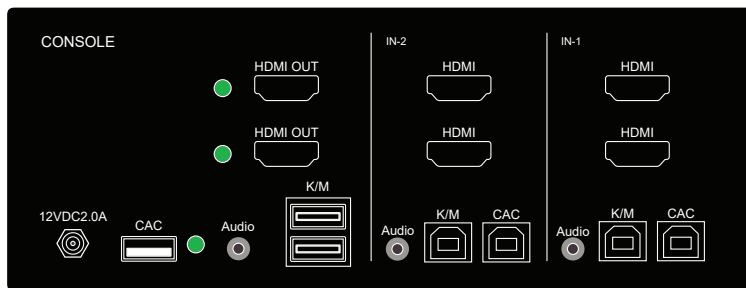 CONSOLE
HDMI OUT
HDMI OUT
K/M
12VDC2.0A
CAC
Audio
IN-2
HDMI
HDMI
Audio
K/M
CAC
IN-1
HDMI
HDMI
Audio
K/M
CAC